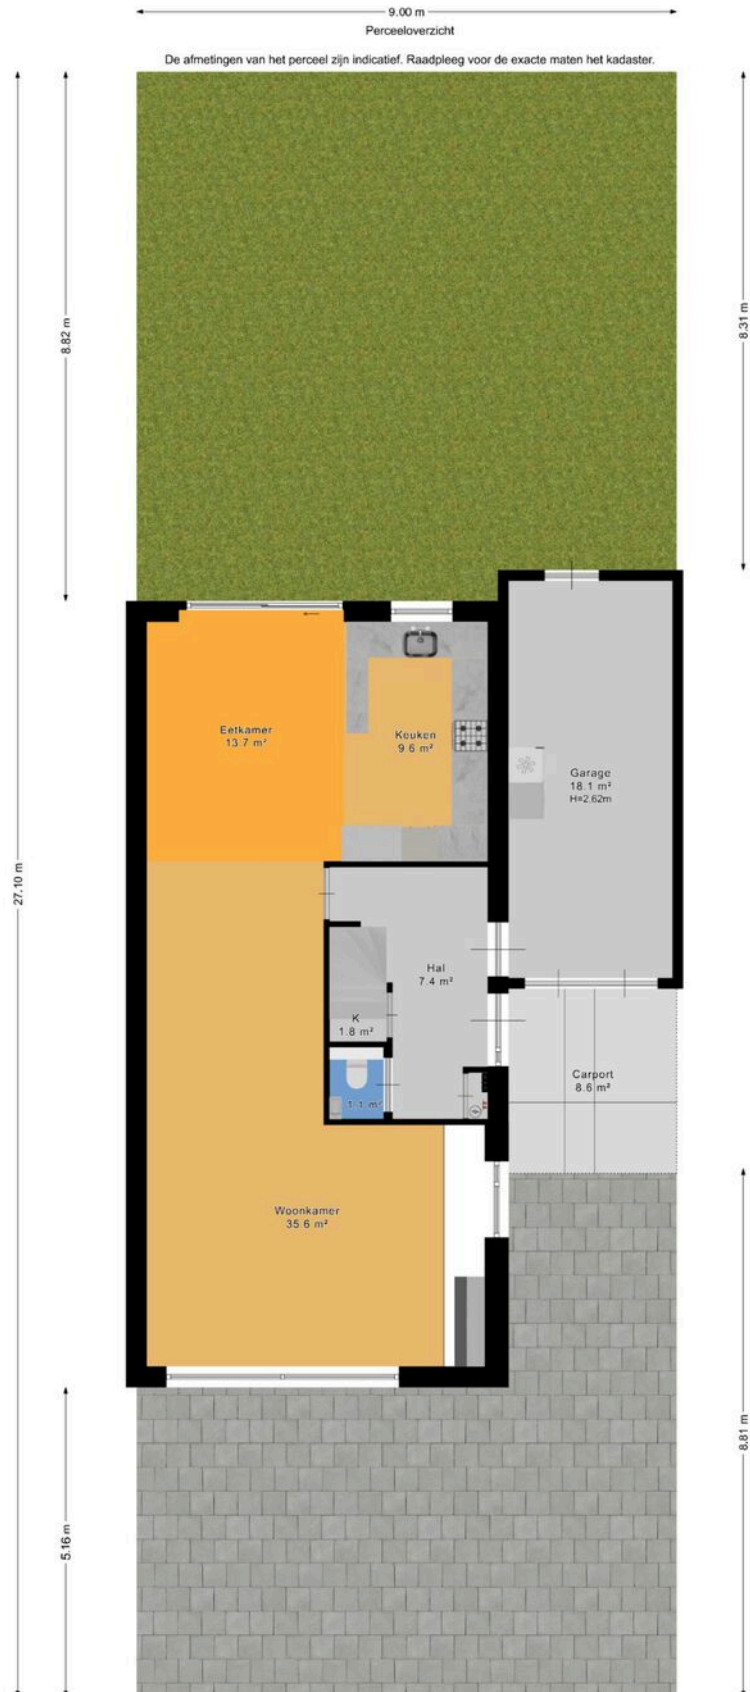 9.00 m
Perceeloverzicht
De afmetingen van het perceel zijn indicatief. Raadpleeg voor de exacte maten het kadaster.
8.82 m
8.31 m
27.10 m
Eetkamer
13.7 m²
Keuken
9.6 m²
Garage
18.1 m²
H=2,62m
Hal
7.4 m²
K
1.8 m²
1.1 m²
Carport
8.6 m²
Woonkamer
35.6 m²
5.16 m
8.81 m